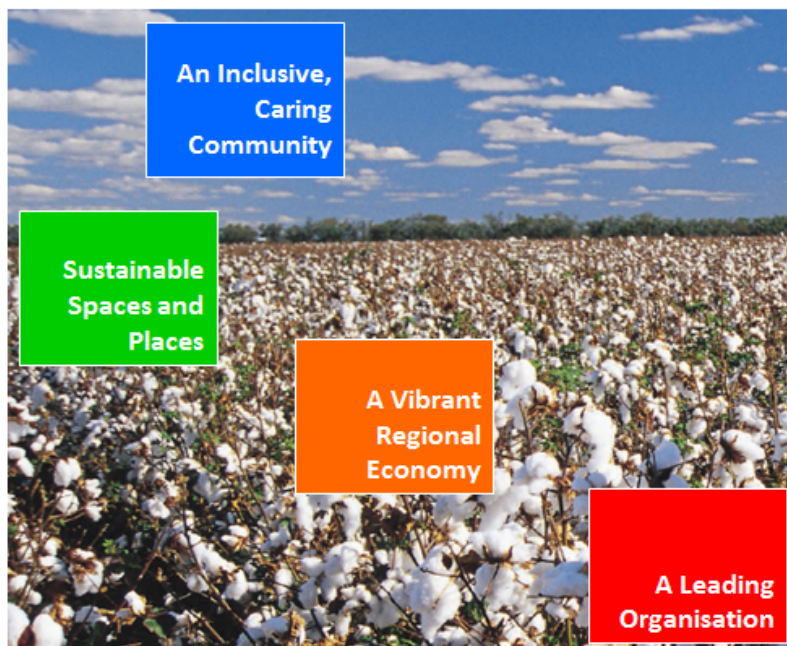 An Inclusive,
Caring
Community
Sustainable
Spaces and
Places
A Vibrant
Regional
Economy
A Leading
Organisation